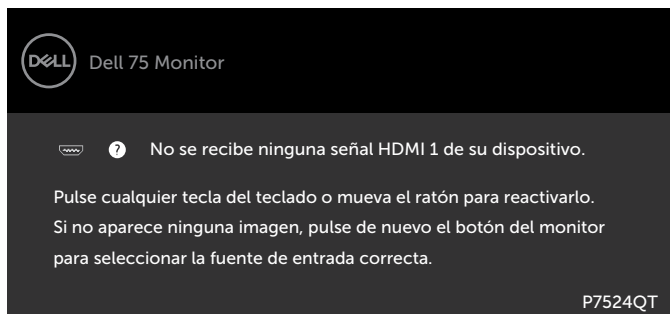 DELL Dell 75 Monitor
? No se recibe ninguna señal HDMI 1 de su dispositivo.
Pulse cualquier tecla del teclado o mueva el ratón para reactivarlo.
Si no aparece ninguna imagen, pulse de nuevo el botón del monitor
para seleccionar la fuente de entrada correcta.
P7524QT